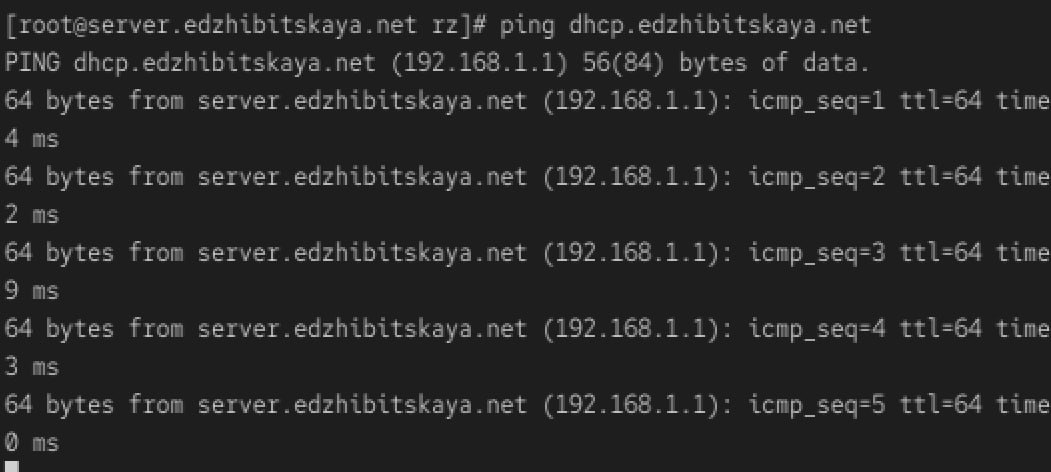 [root@server.edzhibitskaya.net rz]# ping dhcp.edzhibitskaya.net
PING dhcp.edzhibitskaya.net (192.168.1.1) 56(84) bytes of data.
64 bytes from server.edzhibitskaya.net (192.168.1.1): icmp_seq=1 ttl=64 time
4 ms
64 bytes from server.edzhibitskaya.net (192.168.1.1): icmp_seq=2 ttl=64 time
2 ms
64 bytes from server.edzhibitskaya.net (192.168.1.1): icmp_seq=3 ttl=64 time
9 ms
64 bytes from server.edzhibitskaya.net (192.168.1.1): icmp_seq=4 ttl=64 time
3 ms
64 bytes from server.edzhibitskaya.net (192.168.1.1): icmp_seq=5 ttl=64 time
0 ms